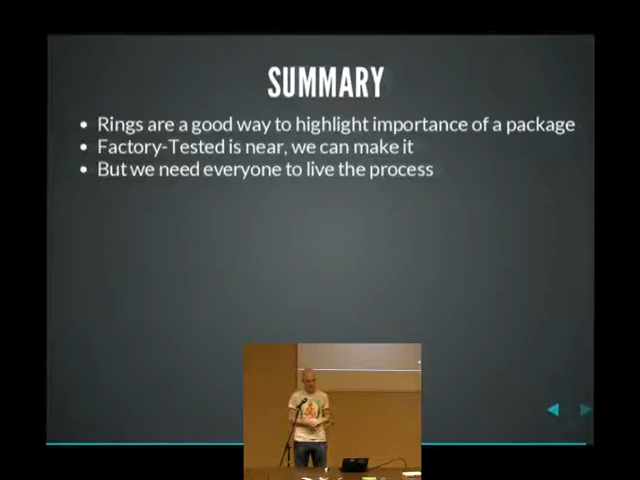 SUMMARY
Rings are a good way to highlight importance of a package
Factory-Tested is near, we can make it
But we need everyone to live the process